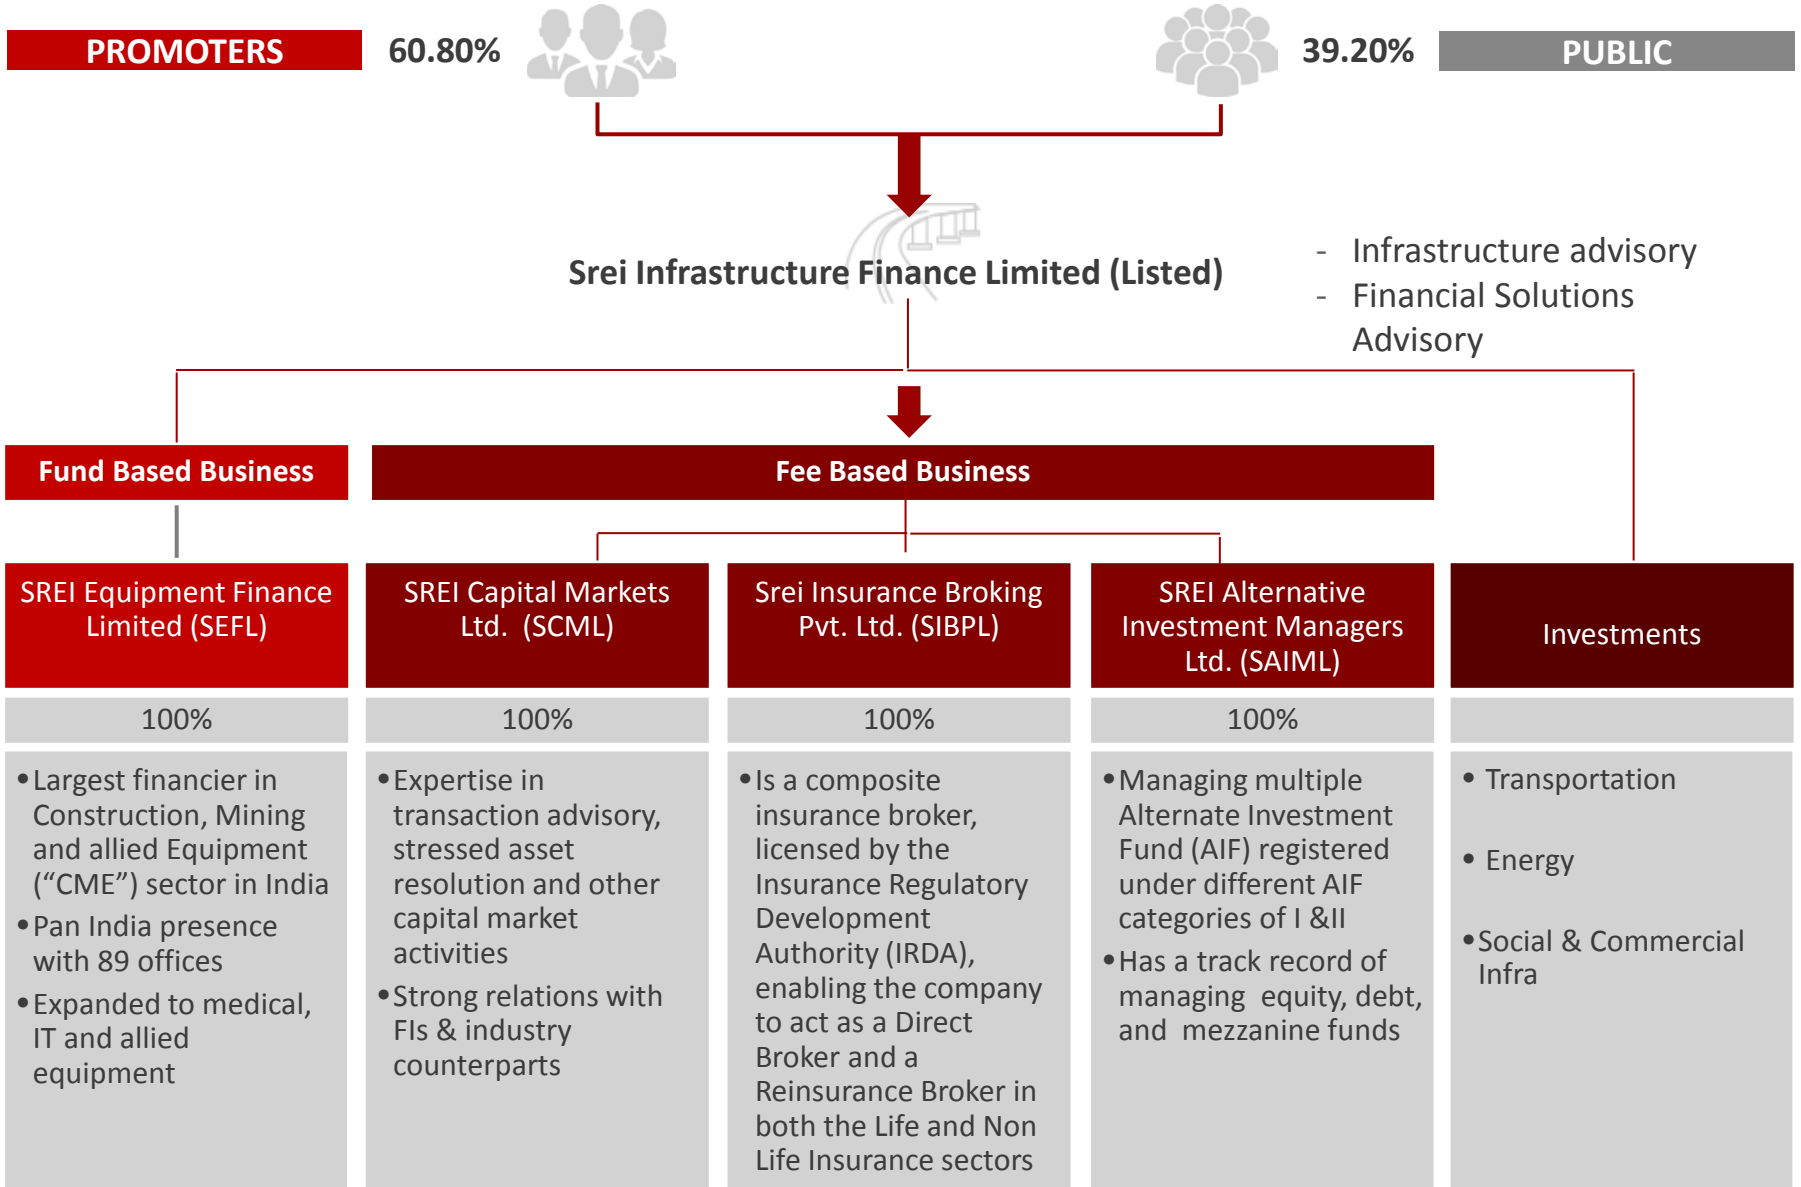 PROMOTERS
60.80%
39.20%
PUBLIC
Srei Infrastructure Finance Limited (Listed)
- Infrastructure advisory
- Financial Solutions
Advisory
Fund Based Business
Fee Based Business
SREI Equipment Finance
Limited (SEFL)
SREI Capital Markets
Ltd. (SCML)
Srei Insurance Broking
Pvt. Ltd. (SIBPL)
SREI Alternative
Investment Managers
Ltd. (SAIML)
Investments
100%
100%
100%
100%
• Largest financier in
Construction, Mining
and allied Equipment
(“CME”) sector in India
• Pan India presence
with 89 offices
• Expanded to medical,
IT and allied
equipment
• Expertise in
transaction advisory,
stressed asset
resolution and other
capital market
activities
• Strong relations with
FIs & industry
counterparts
• Is a composite
insurance broker,
licensed by the
Insurance Regulatory
Development
Authority (IRDA),
enabling the company
to act as a Direct
Broker and a
Reinsurance Broker in
both the Life and Non
Life Insurance sectors
• Managing multiple
Alternate Investment
Fund (AIF) registered
under different AIF
categories of I &II
• Has a track record of
managing equity, debt,
and mezzanine funds
• Transportation
• Energy
• Social & Commercial
Infra